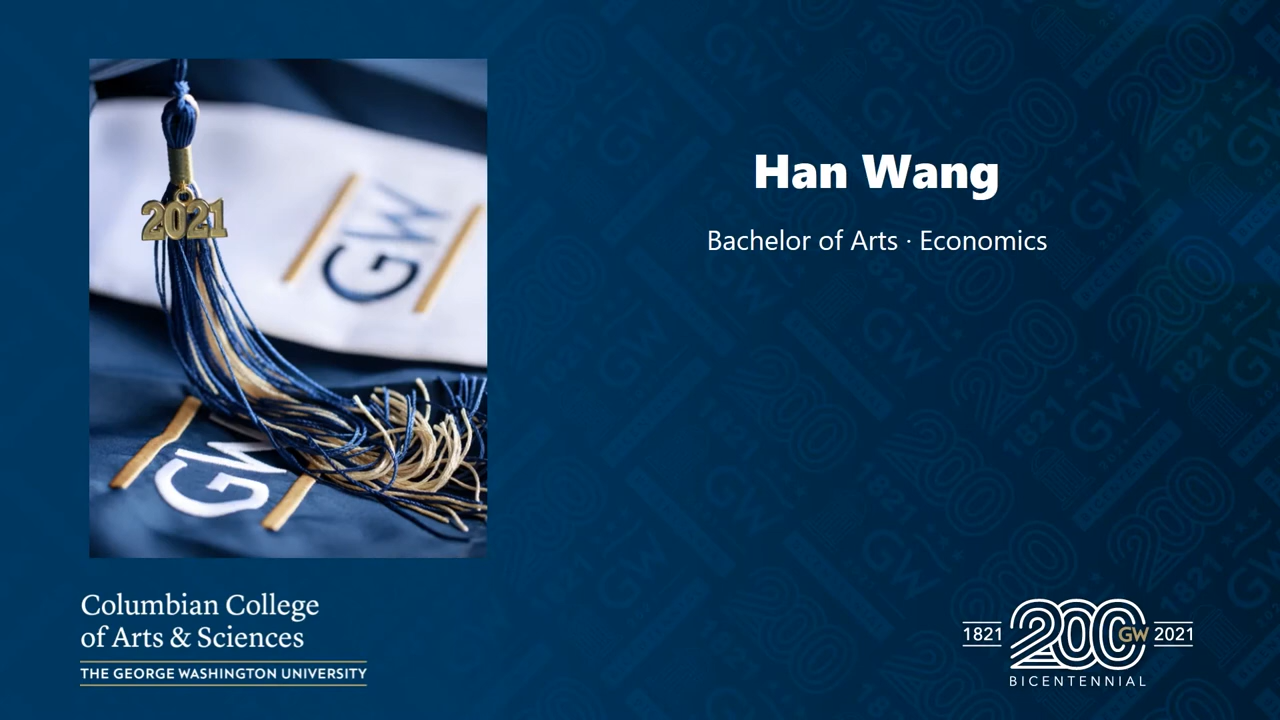 2021
GW
GW
Han Wang
Bachelor of Arts · Economics
Columbian College
of Arts & Sciences
THE GEORGE WASHINGTON UNIVERSITY
1821 200 GW 2021
BICENTENNIAL